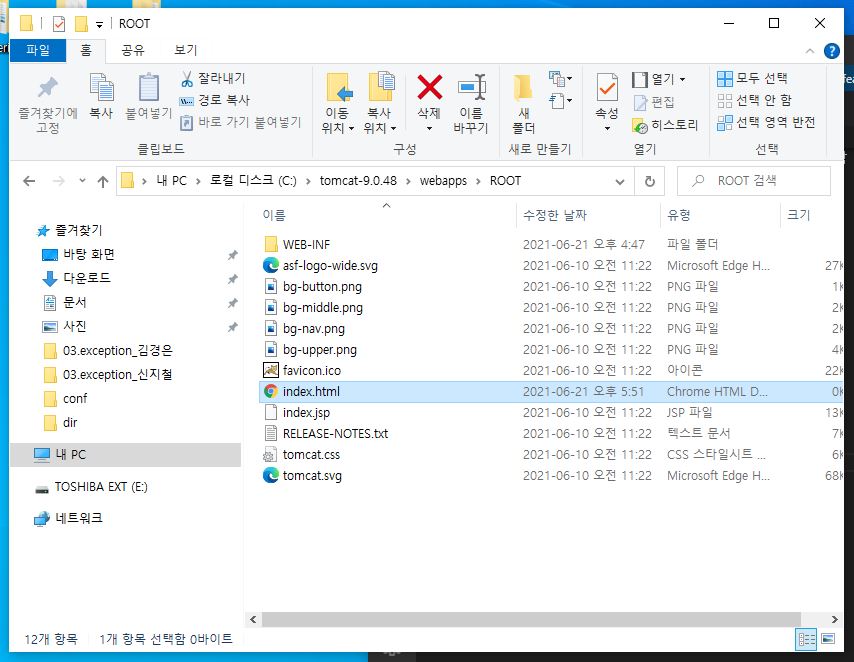 ROOT
파일 홈 공유 보기
즐겨찾기에 고정
복사
붙여넣기
잘라내기
경로 복사
바로 가기 붙여넣기
클립보드
이동 위치
복사 위치
삭제
이름 바꾸기
구성
새 폴더
새로 만들기
속성
열기
편집
히스토리
열기
모두 선택
선택 안 함
선택 영역 반전
선택
내 PC › 로컬 디스크 (C:) › tomcat-9.0.48 › webapps › ROOT
ROOT 검색
즐겨찾기
바탕 화면
다운로드
문서
사진
03.exception_김경은
03.exception_신지철
conf
dir
내 PC
TOSHIBA EXT (E:)
네트워크
이름 수정한 날짜 유형 크기
WEB-INF 2021-06-21 오후 4:47 파일 폴더
asf-logo-wide.svg 2021-06-10 오전 11:22 Microsoft Edge H... 27K
bg-button.png 2021-06-10 오전 11:22 PNG 파일 1K
bg-middle.png 2021-06-10 오전 11:22 PNG 파일 2K
bg-nav.png 2021-06-10 오전 11:22 PNG 파일 2K
bg-upper.png 2021-06-10 오전 11:22 PNG 파일 4K
favicon.ico 2021-06-10 오전 11:22 아이콘 22K
index.html 2021-06-21 오후 5:51 Chrome HTML D... 0K
index.jsp 2021-06-10 오전 11:22 JSP 파일 13K
RELEASE-NOTES.txt 2021-06-10 오전 11:22 텍스트 문서 7K
tomcat.css 2021-06-10 오전 11:22 CSS 스타일시트 ... 6K
tomcat.svg 2021-06-10 오전 11:22 Microsoft Edge H... 68K
12개 항목 1개 항목 선택함 0바이트